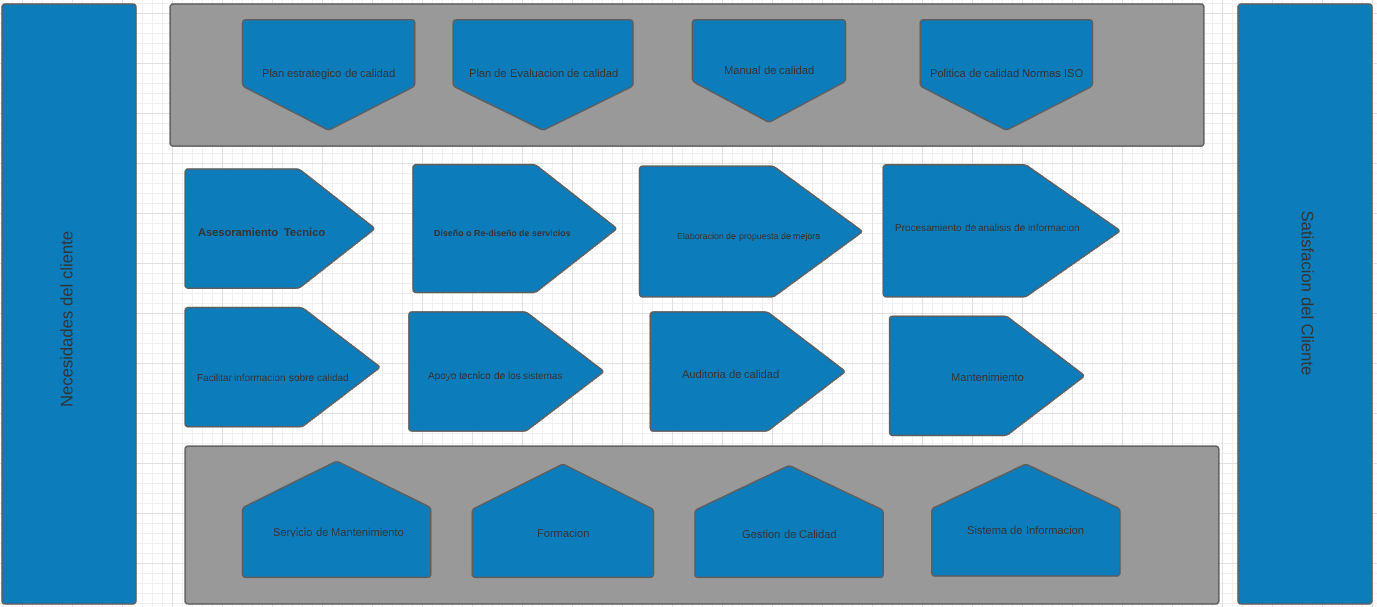 Necesidades del cliente
Plan estrategico de calidad
Plan de Evaluacion de calidad
Manual de calidad
Politica de calidad Normas ISO
Asesoramiento Tecnico
Diseño o Re-diseño de servicios
Elaboracion de propuesta de mejors
Procesamiento de analisis de informacion
Facilitar informacion sobre calidad
Apoyo tecnico de los sistemas
Auditoria de calidad
Mantenimiento
Servicio de Mantenimiento
Formacion
Gestion de Calidad
Sistema de Informacion
Satisfacion del Cliente